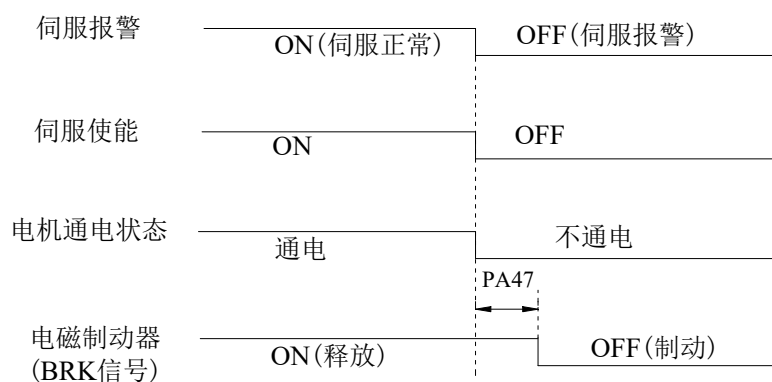 伺服报警
ON(伺服正常) OFF(伺服报警)
伺服使能
ON OFF
电机通电状态
通电 不通电
PA47
电磁制动器
(BRK信号)
ON(释放) OFF(制动)